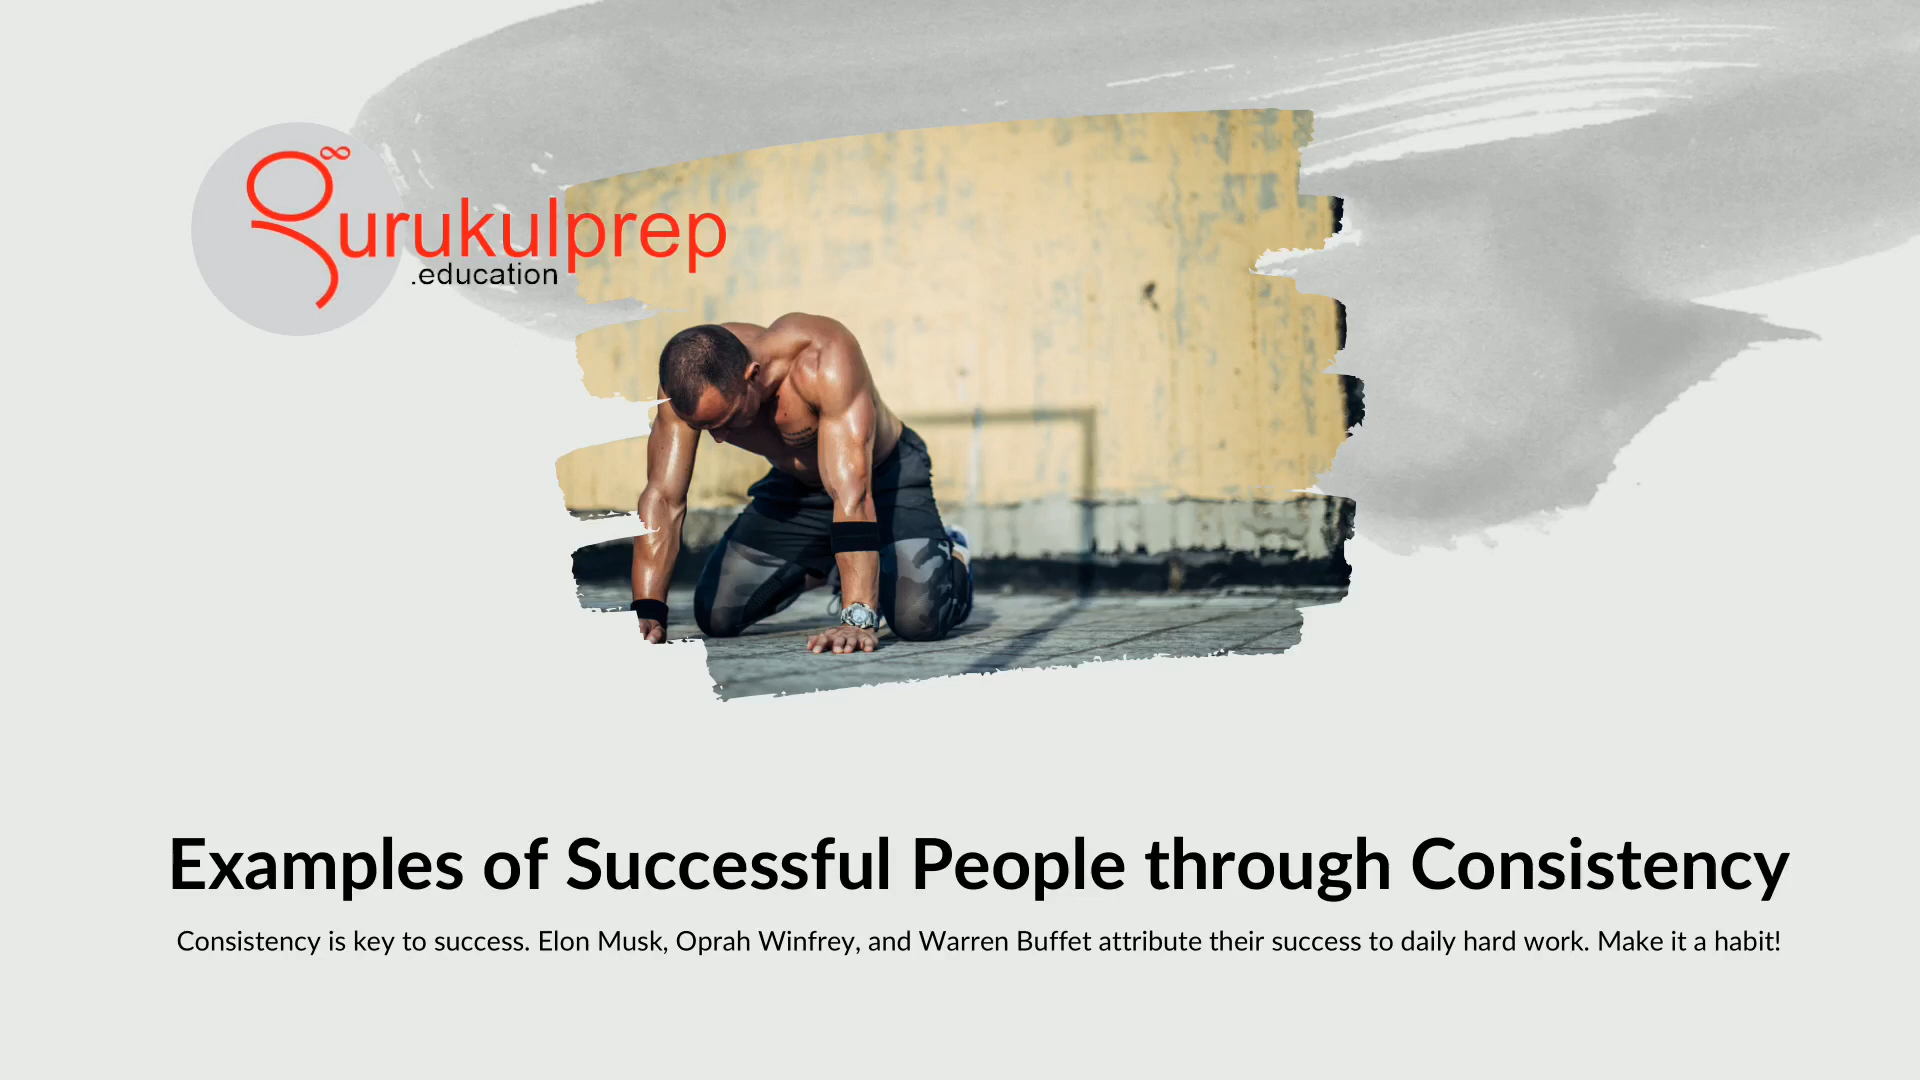 gurukulprep
.education
Examples of Successful People through Consistency
Consistency is key to success. Elon Musk, Oprah Winfrey, and Warren Buffet attribute their success to daily hard work. Make it a habit!